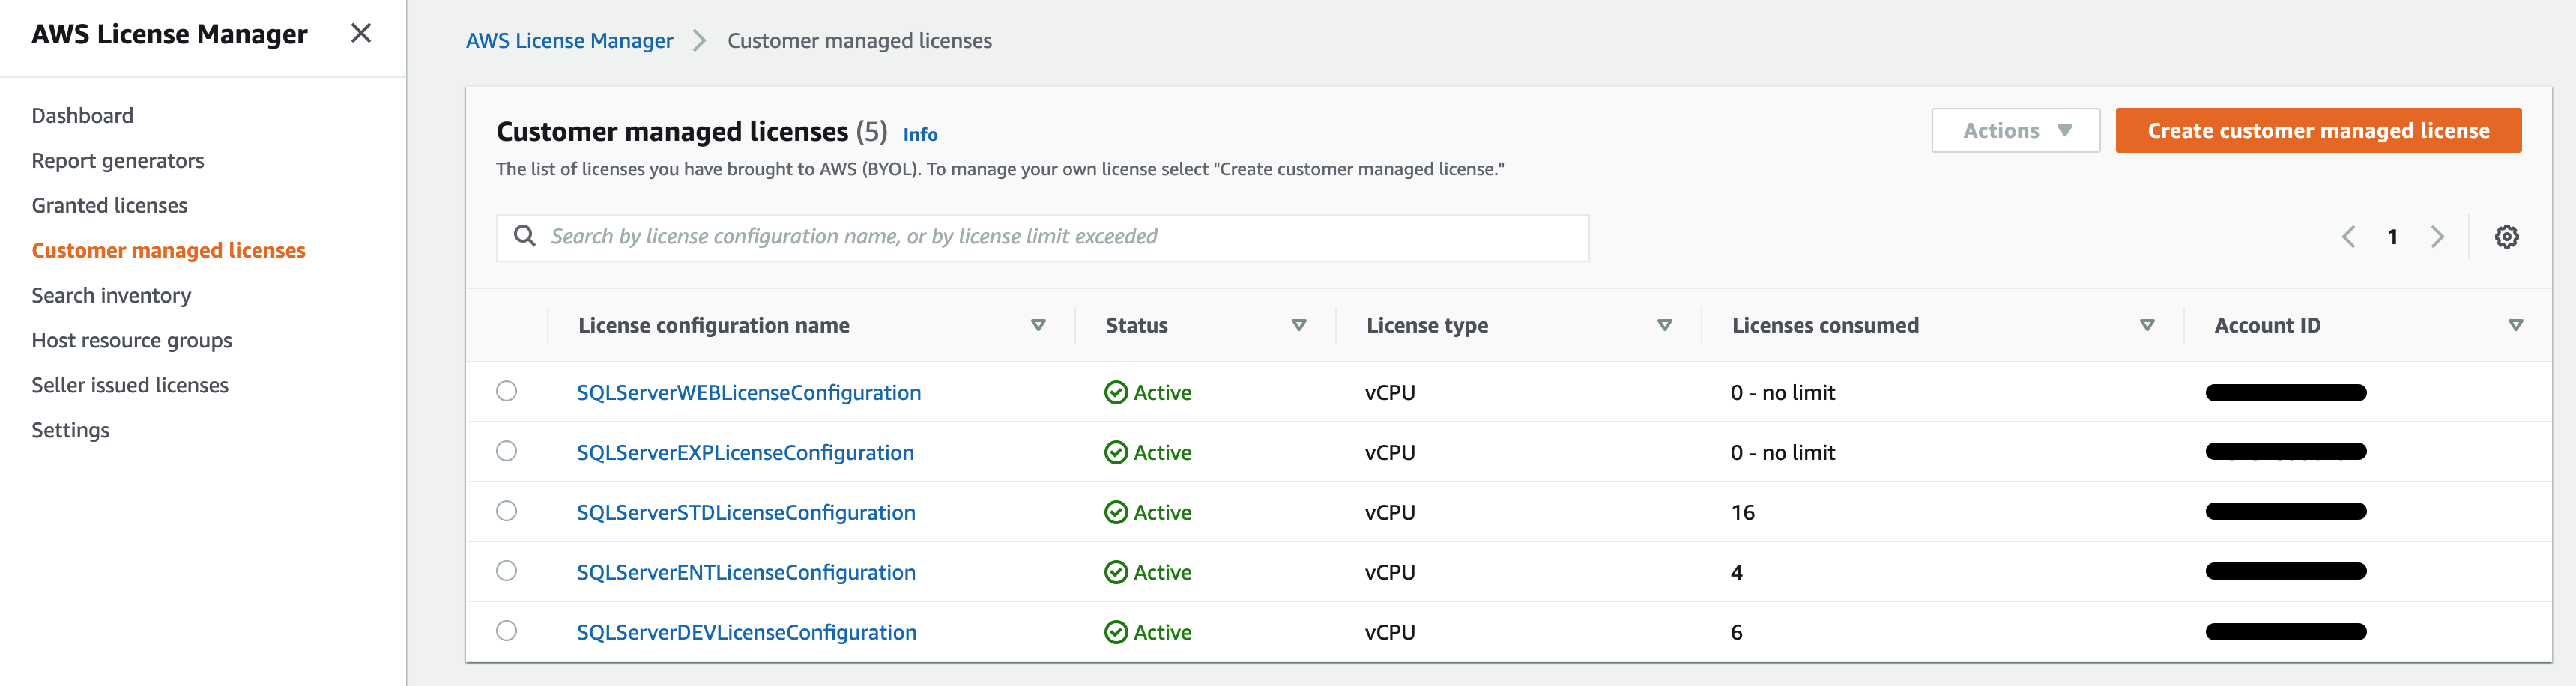 AWS License Manager
Dashboard
Report generators
Granted licenses
Customer managed licenses
Search inventory
Host resource groups
Seller issued licenses
Settings
AWS License Manager Customer managed licenses
Customer managed licenses (5) Info
Actions Create customer managed license
The list of licenses you have brought to AWS (BYOL). To manage your own license select "Create customer managed license."
Search by license configuration name, or by license limit exceeded
1
License configuration name Status License type Licenses consumed Account ID
SQLServerWEBLicenseConfiguration Active vCPU 0 - no limit
SQLServerEXPLicenseConfiguration Active vCPU 0 - no limit
SQLServerSTDLicenseConfiguration Active vCPU 16
SQLServerENTLicenseConfiguration Active vCPU 4
SQLServerDEVLicenseConfiguration Active vCPU 6